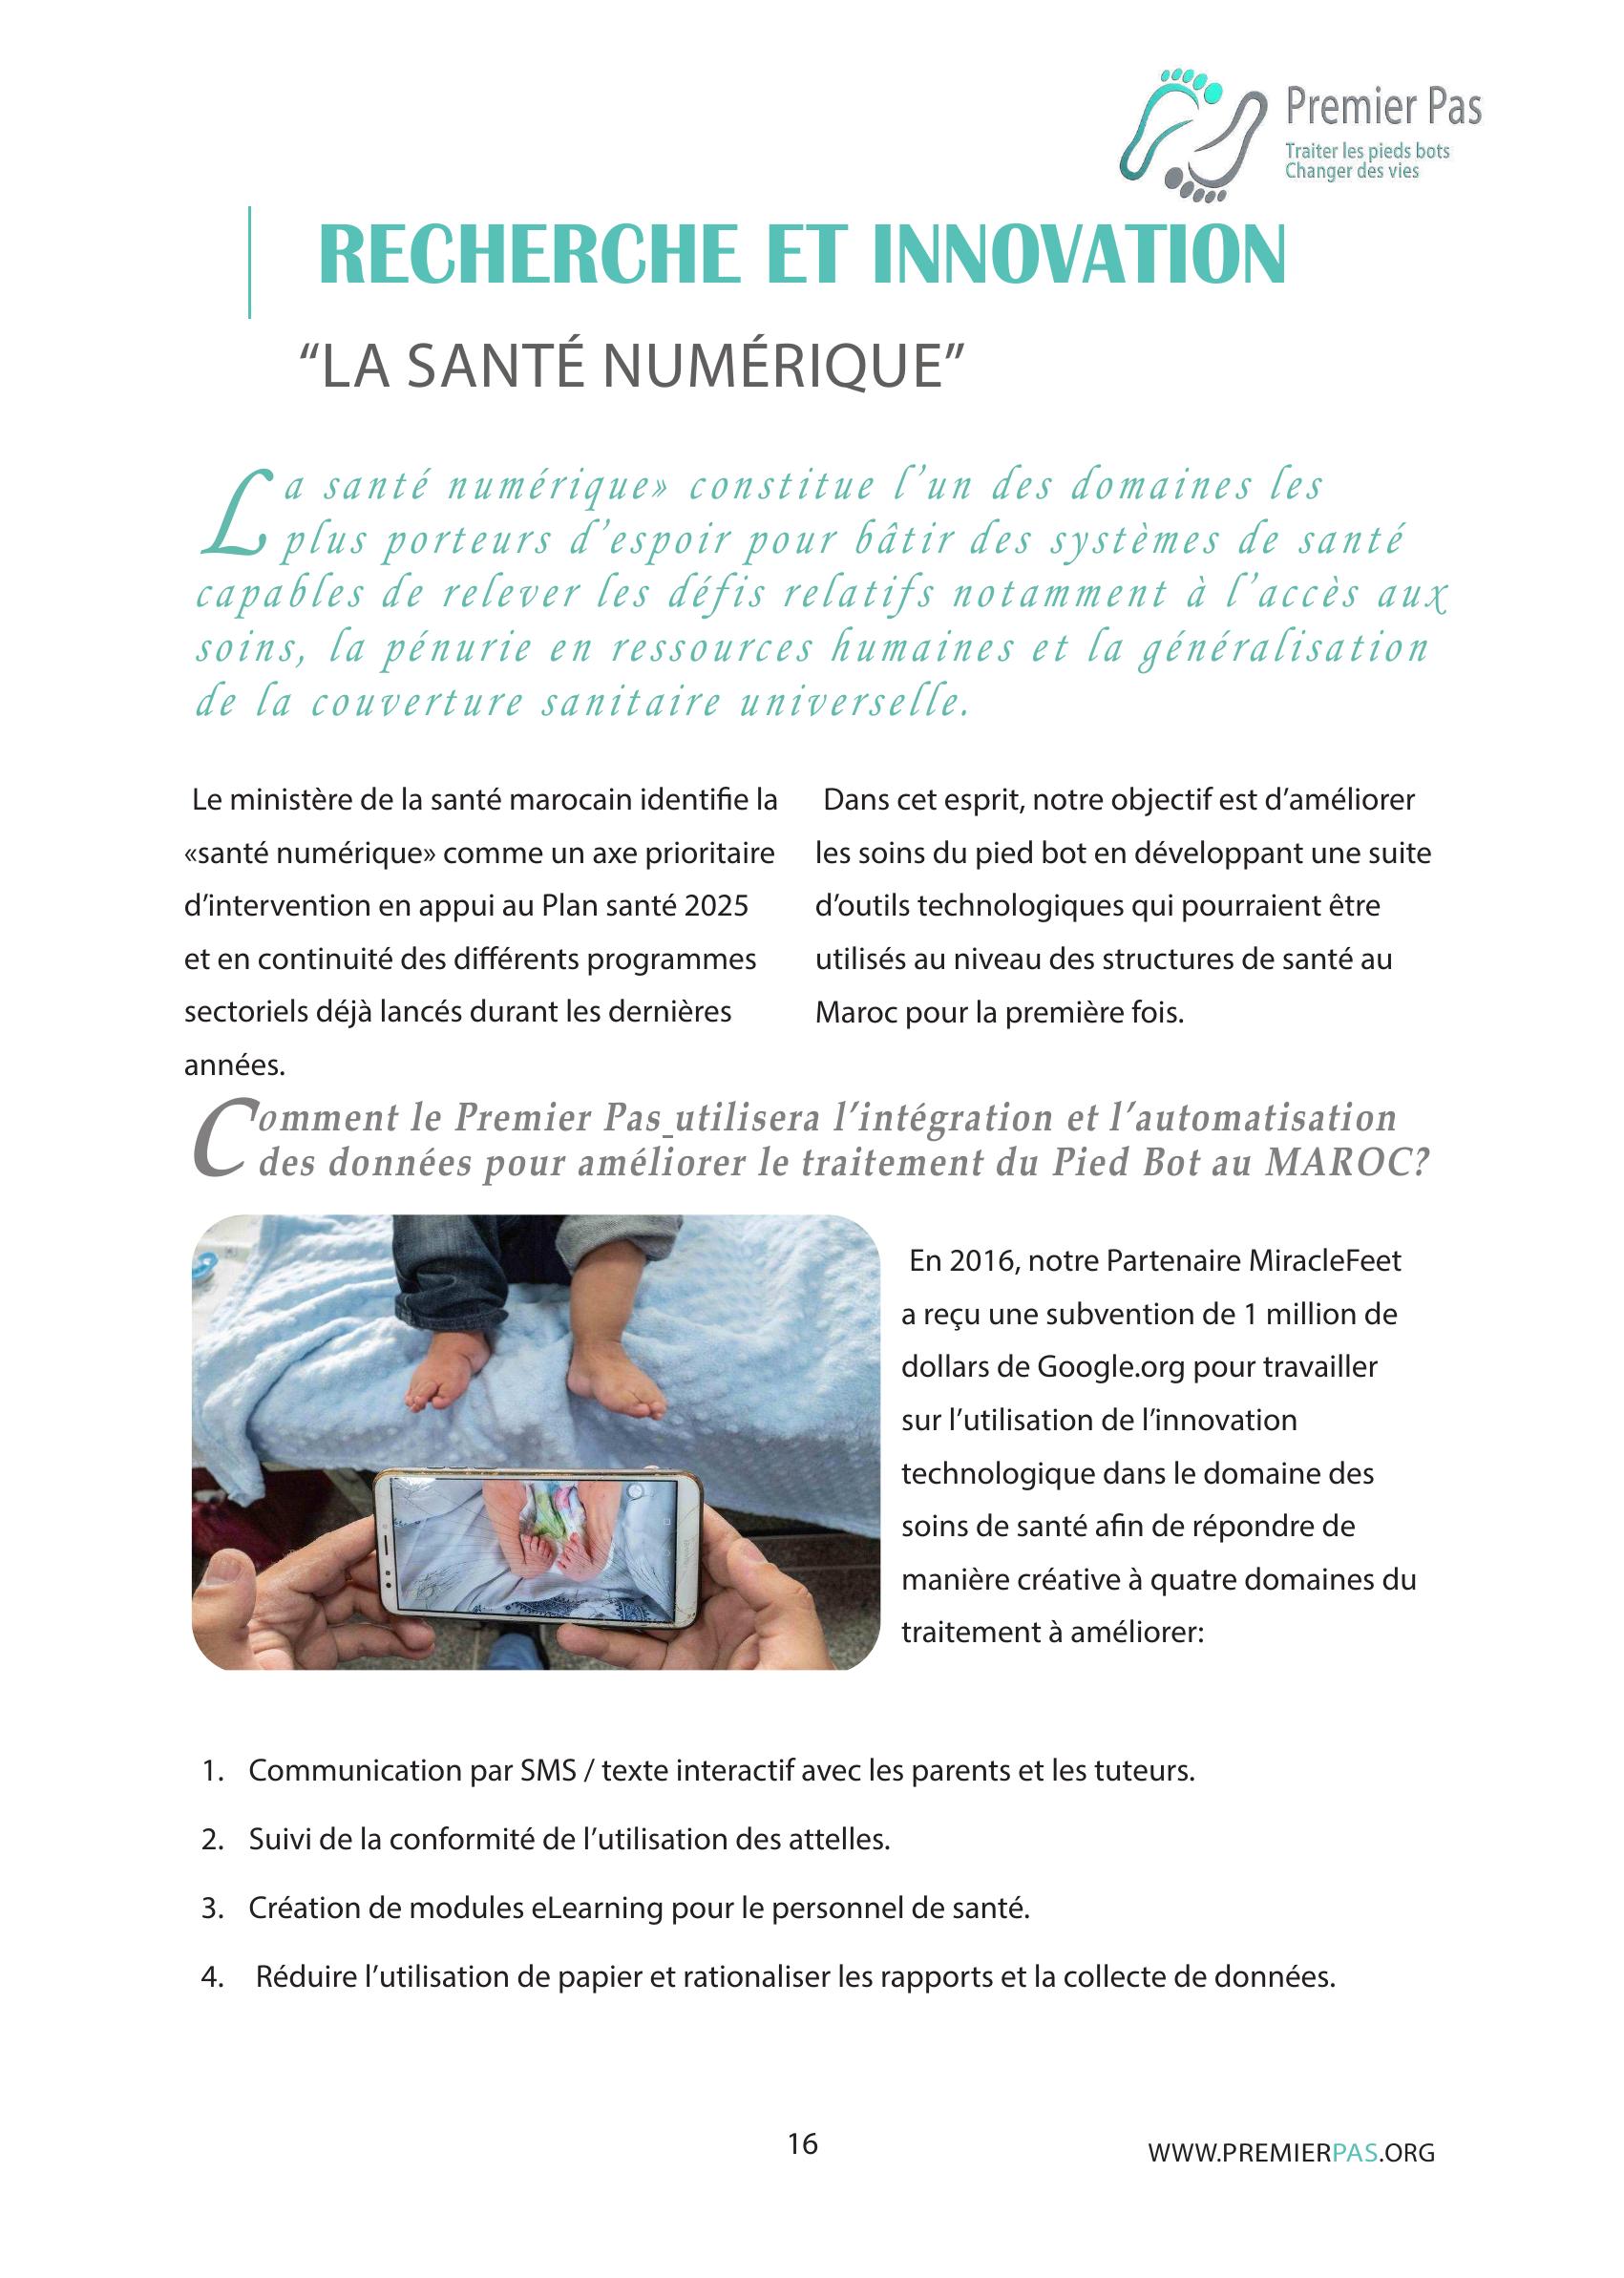 Premier Pas
Traiter les pieds bots
Changer des vies
RECHERCHE ET INNOVATION
“LA SANTÉ NUMÉRIQUE”
La santé numérique» constitue l’un des domaines les
plus porteurs d’espoir pour bâtir des systèmes de santé
capables de relever les défis relatifs notamment à l’accès aux
soins, la pénurie en ressources humaines et la généralisation
de la couverture sanitaire universelle.
Le ministère de la santé marocain identifie la
«santé numérique» comme un axe prioritaire
d’intervention en appui au Plan santé 2025
et en continuité des différents programmes
sectoriels déjà lancés durant les dernières
années.
Dans cet esprit, notre objectif est d’améliorer
les soins du pied bot en développant une suite
d’outils technologiques qui pourraient être
utilisés au niveau des structures de santé au
Maroc pour la première fois.
Comment le Premier Pas_utilisera l’intégration et l’automatisation
des données pour améliorer le traitement du Pied Bot au MAROC?
En 2016, notre Partenaire MiracleFeet
a reçu une subvention de 1 million de
dollars de Google.org pour travailler
sur l’utilisation de l’innovation
technologique dans le domaine des
soins de santé afin de répondre de
manière créative à quatre domaines du
traitement à améliorer:
1. Communication par SMS / texte interactif avec les parents et les tuteurs.
2. Suivi de la conformité de l’utilisation des attelles.
3. Création de modules eLearning pour le personnel de santé.
4. Réduire l’utilisation de papier et rationaliser les rapports et la collecte de données.
16
WWW.PREMIERPAS.ORG